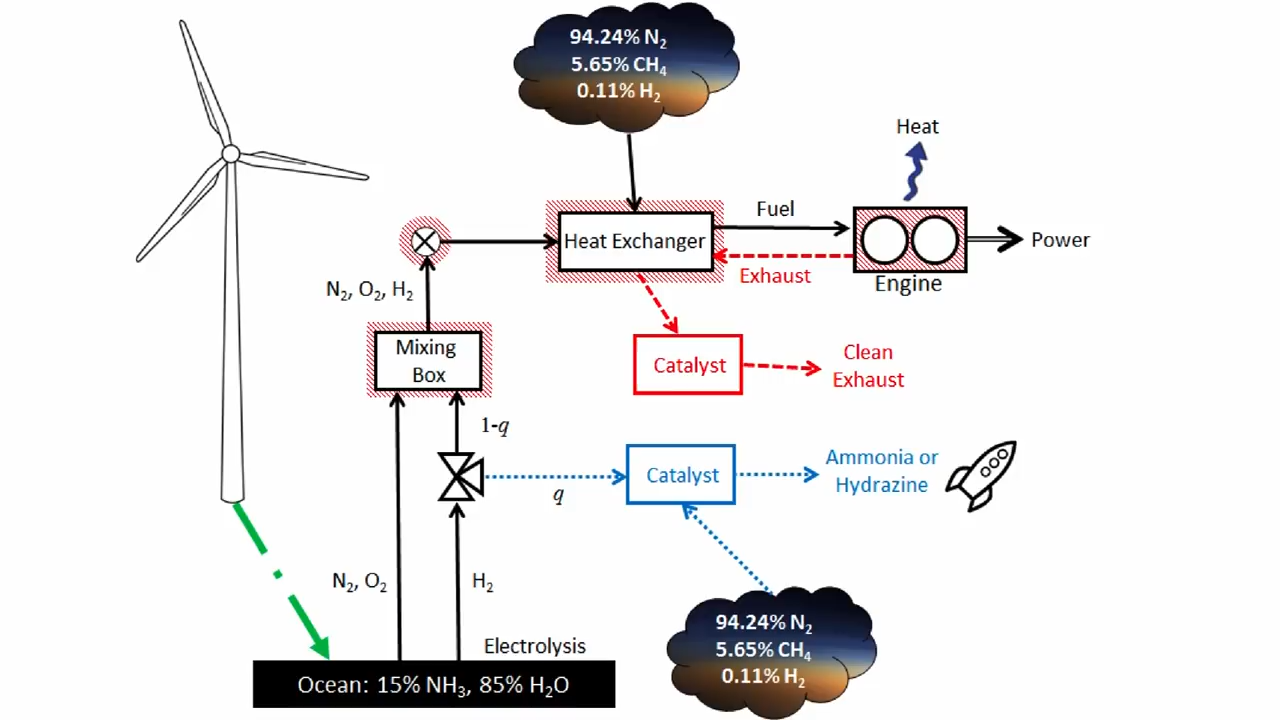 94.24% N₂
5.65% CH₄
0.11% H₂
Heat
Fuel
Heat Exchanger
Power
Exhaust
Engine
N₂, O₂, H₂
Mixing
Box
Catalyst
Clean
Exhaust
1-q
Catalyst
Ammonia or
Hydrazine
q
N₂, O₂
H₂
Electrolysis
Ocean: 15% NH₃, 85% H₂O
94.24% N₂
5.65% CH₄
0.11% H₂